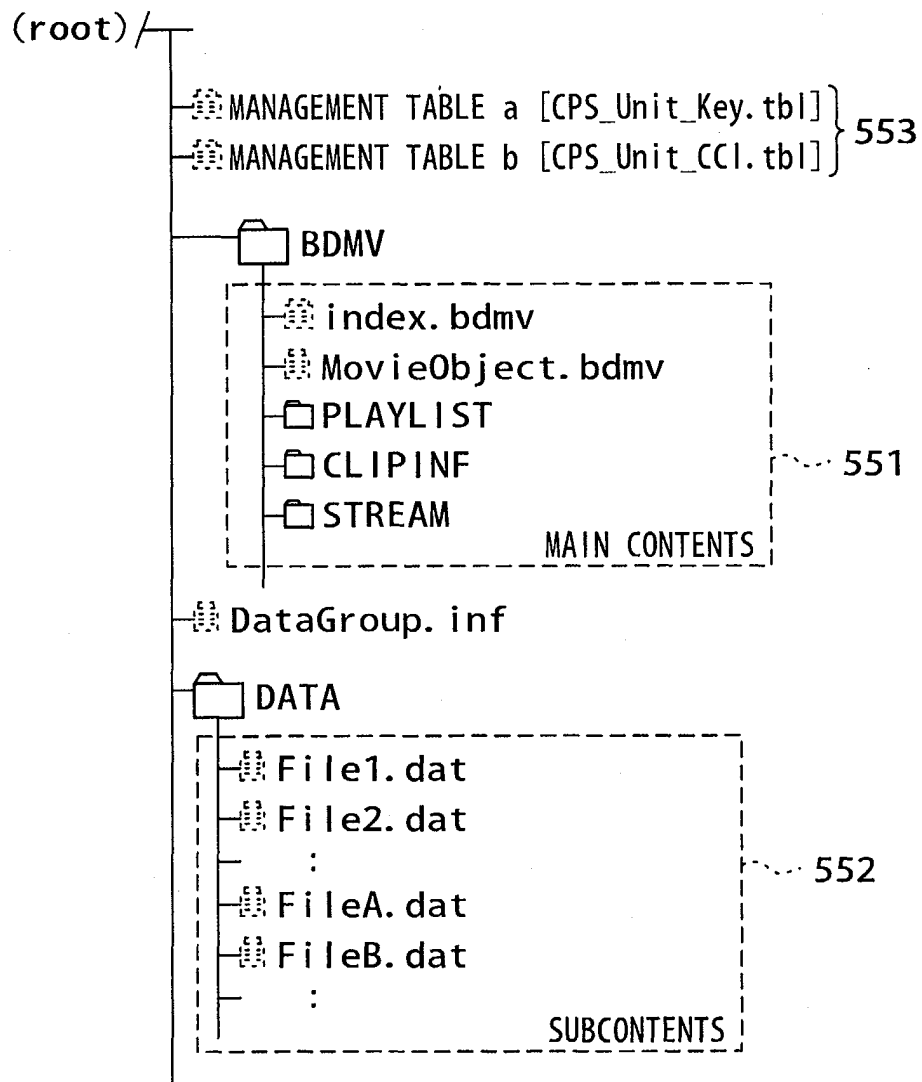 (root)/
MANAGEMENT TABLE a [CPS_Unit_Key.tbl]
553
MANAGEMENT TABLE b [CPS_Unit_CCI.tbl]
BDMV
index.bdmv
MovieObject.bdmv
PLAYLIST
CLIPINF
551
STREAM
MAIN CONTENTS
DataGroup.inf
DATA
File1.dat
File2.dat
:
552
FileA.dat
FileB.dat
:
SUBCONTENTS